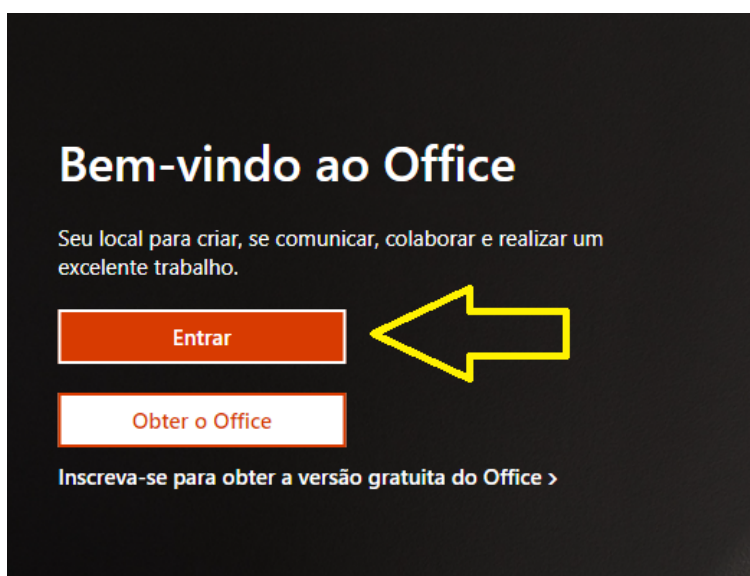 Bem-vindo ao Office
Seu local para criar, se comunicar, colaborar e realizar um
excelente trabalho.
Entrar
Obter o Office
Inscreva-se para obter a versão gratuita do Office >